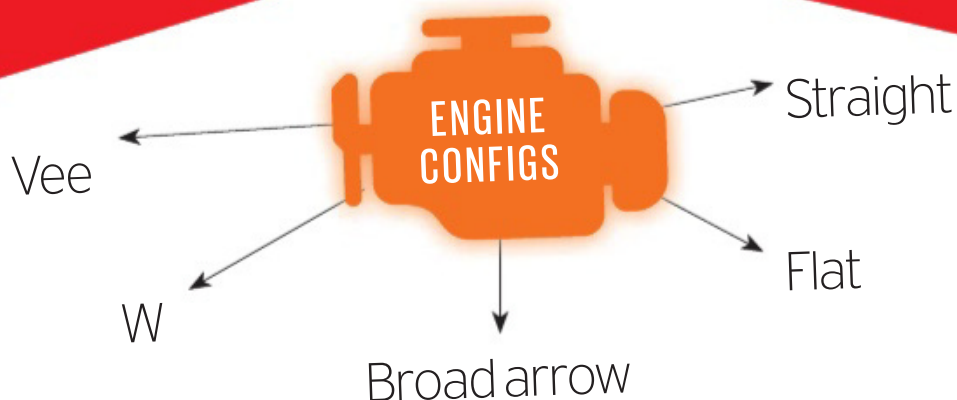 ENGINE
CONFIGS
Straight
Vee
Flat
W
Broad arrow